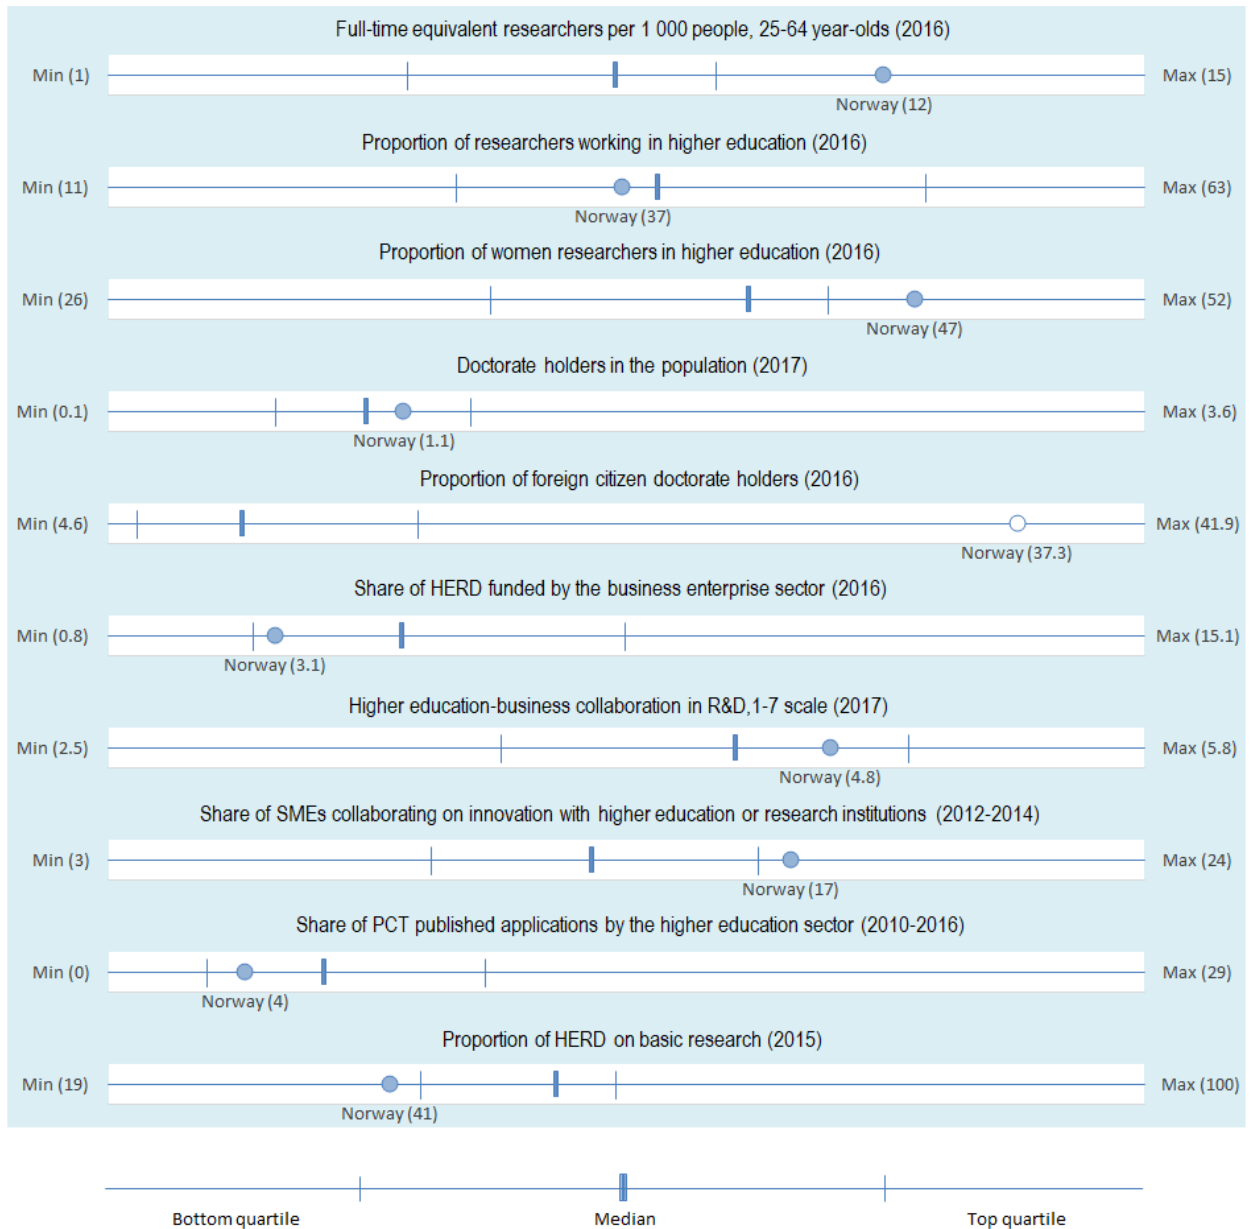 Full-time equivalent researchers per 1 000 people, 25-64 year-olds (2016)
Min (1)
Max (15)
Norway (12)
Proportion of researchers working in higher education (2016)
Min (11)
Max (63)
Norway (37)
Proportion of women researchers in higher education (2016)
Min (26)
Max (52)
Norway (47)
Doctorate holders in the population (2017)
Min (0.1)
Max (3.6)
Norway (1.1)
Proportion of foreign citizen doctorate holders (2016)
Min (4.6)
Max (41.9)
Norway (37.3)
Share of HERD funded by the business enterprise sector (2016)
Min (0.8)
Max (15.1)
Norway (3.1)
Higher education-business collaboration in R&D,1-7 scale (2017)
Min (2.5)
Max (5.8)
Norway (4.8)
Share of SMEs collaborating on innovation with higher education or research institutions (2012-2014)
Min (3)
Max (24)
Norway (17)
Share of PCT published applications by the higher education sector (2010-2016)
Min (0)
Max (29)
Norway (4)
Proportion of HERD on basic research (2015)
Min (19)
Max (100)
Norway (41)
Bottom quartile
Median
Top quartile